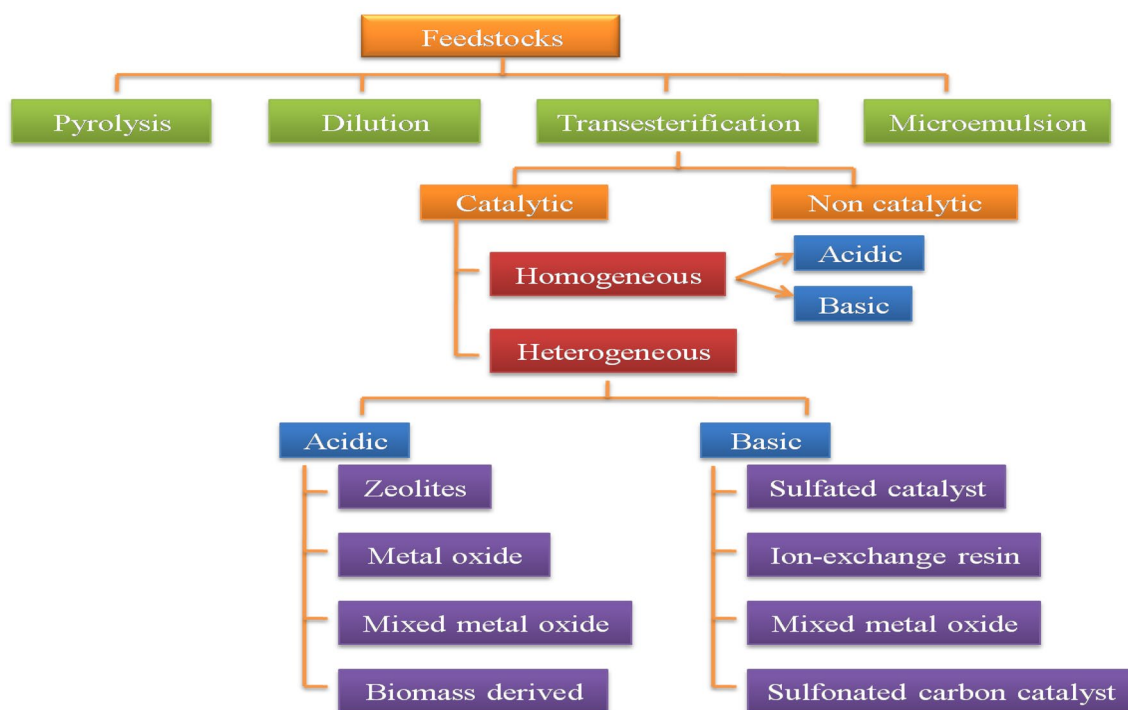 Feedstocks
Pyrolysis
Dilution
Transesterification
Microemulsion
Catalytic
Non catalytic
Homogeneous
Acidic
Basic
Heterogeneous
Acidic
Basic
Zeolites
Sulfated catalyst
Metal oxide
Ion-exchange resin
Mixed metal oxide
Mixed metal oxide
Biomass derived
Sulfonated carbon catalyst